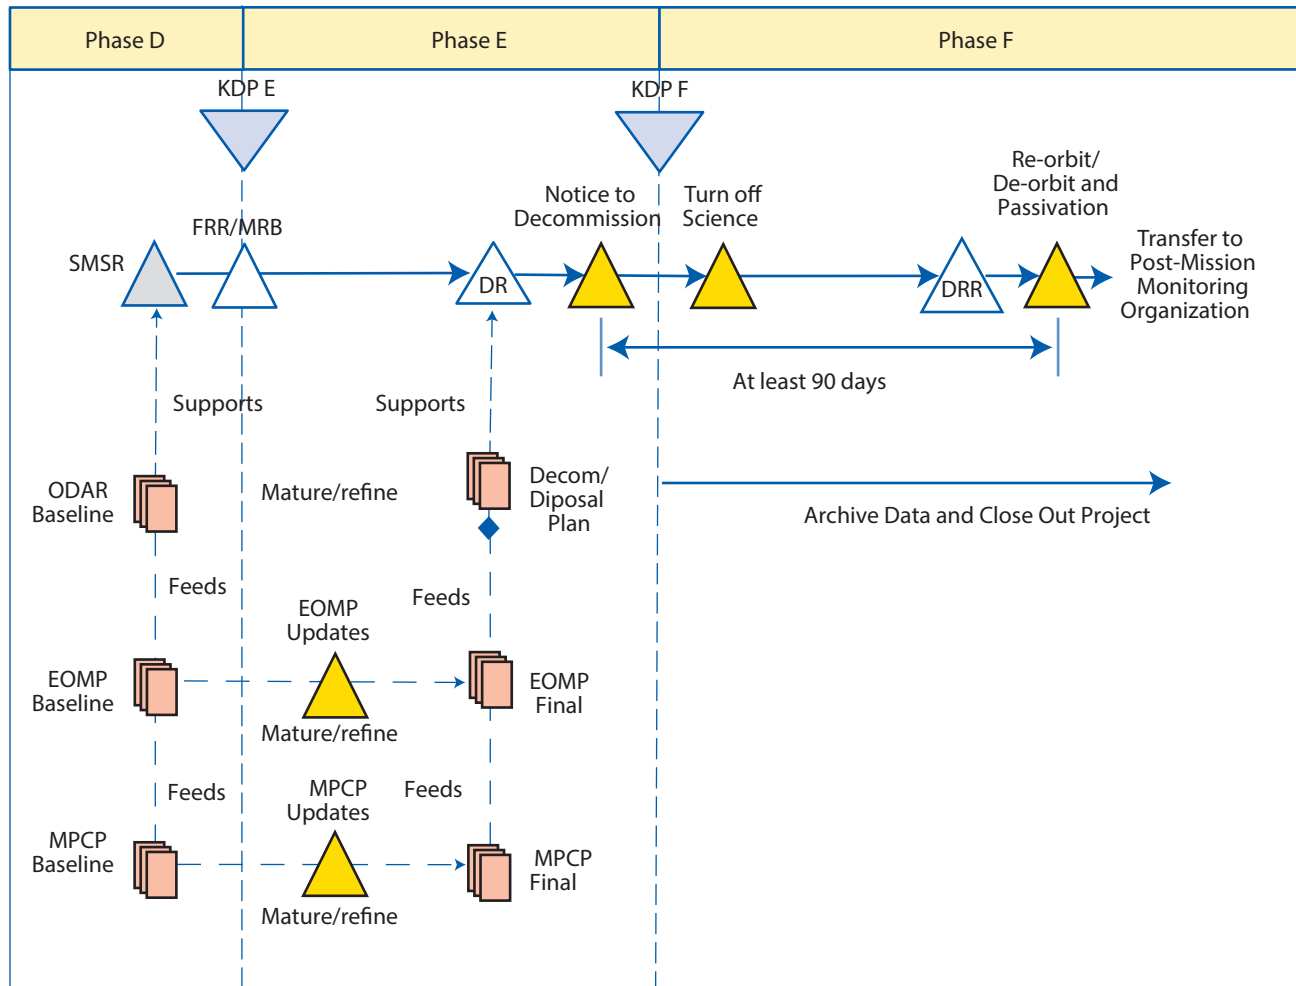 Phase D
Phase E
Phase F
KDP E
KDP F
SMSR
FRR/MRB
DR
Notice to
Decommission
Turn off
Science
DRR
Re-orbit/
De-orbit and
Passivation
Transfer to
Post-Mission
Monitoring
Organization
At least 90 days
Supports
Supports
ODAR
Baseline
Mature/refine
Decom/
Diposal
Plan
Archive Data and Close Out Project
Feeds
EOMP
Updates
Feeds
EOMP
Baseline
Mature/refine
EOMP
Final
Feeds
MPCP
Updates
Feeds
MPCP
Baseline
Mature/refine
MPCP
Final